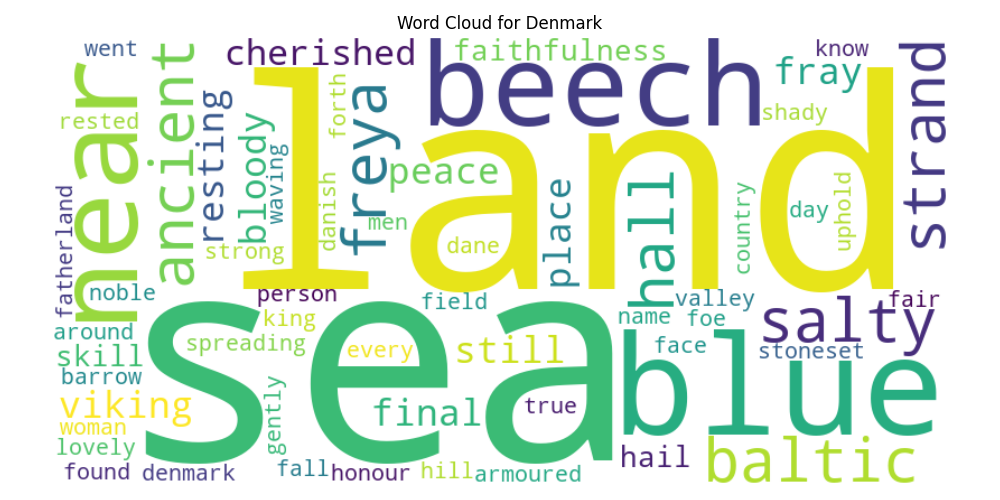 Word Cloud for Denmark
went
cherished
faithfulness
know
beech
fray
strand
near
ancient
resting
forth
freya
land
shady
rested
bloody
waving
danish
peace
place
hall
country
day
uphold
men
dane
strong
fatherland
noble
person
field
valley
fair
king
name
foe
salty
around
spreading
every
still
face
stoneset
skill
sea
blue
barrow
viking
gently
final
true
woman
lovely
hail
baltic
found
denmark
fall
honour
hill
armoured